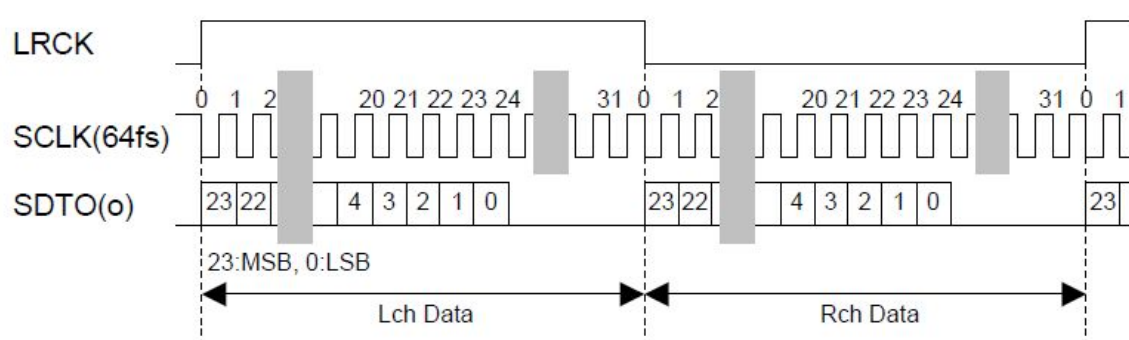 LRCK
0 1 2 20 21 22 23 24 31 0 1 2 20 21 22 23 24 31 0 1
SCLK(64fs)
SDTO(o) 23 22 4 3 2 1 0 23 22 4 3 2 1 0 23
23:MSB, 0:LSB
Lch Data Rch Data